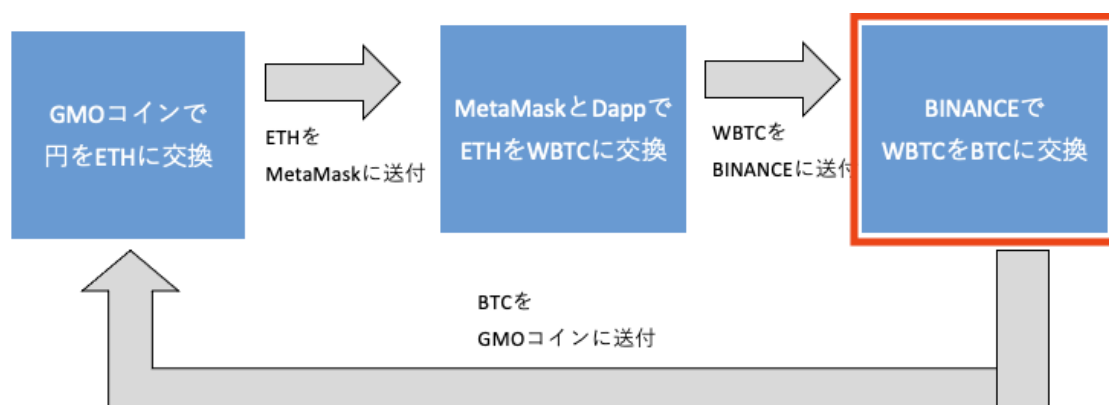 GMOコインで
円をETHに交換
ETHを
MetaMaskに送付
MetaMaskとDappで
ETHをWBTCに交換
WBTCを
BINANCEに送付
BINANCEで
WBTCをBTCに交換
BTCを
GMOコインに送付